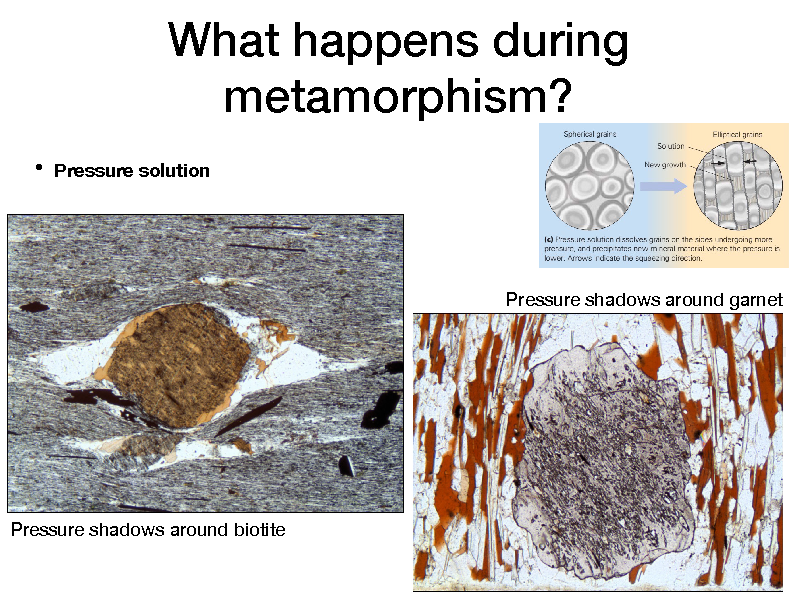 What happens during
metamorphism?
• Pressure solution
Spherical grains
Elliptical grains
Solution
New growth
(c) Pressure solution dissolves grains on the sides undergoing more
pressure, and precipitates new mineral material where the pressure is
lower. Arrows indicate the squeezing direction.
Pressure shadows around garnet
Pressure shadows around biotite